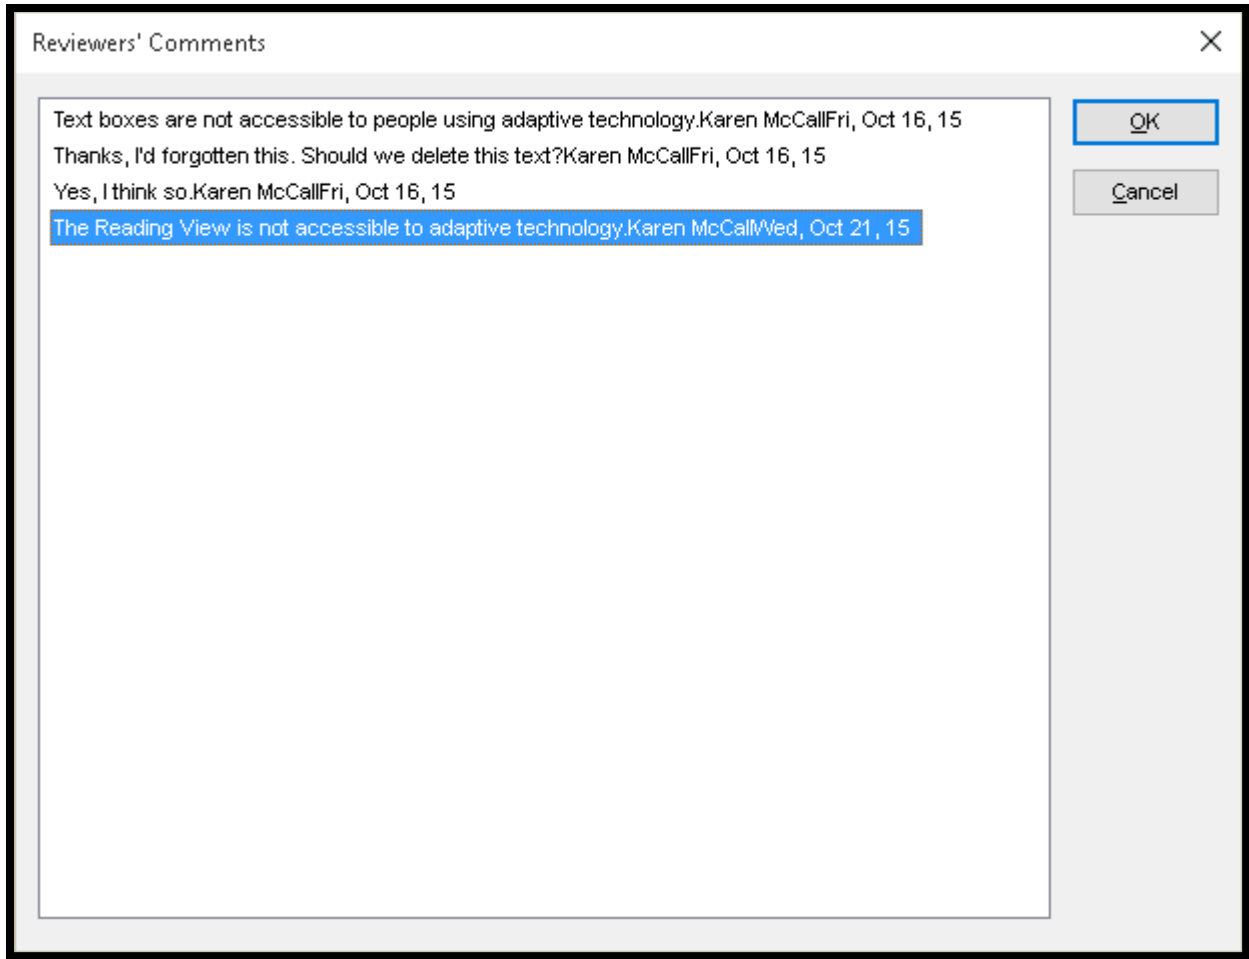 Reviewers' Comments
Text boxes are not accessible to people using adaptive technology.Karen McCallFri, Oct 16, 15
Thanks, I'd forgotten this. Should we delete this text?Karen McCallFri, Oct 16, 15
Yes, I think so.Karen McCallFri, Oct 16, 15
The Reading View is not accessible to adaptive technology.Karen McCallWed, Oct 21, 15
OK
Cancel